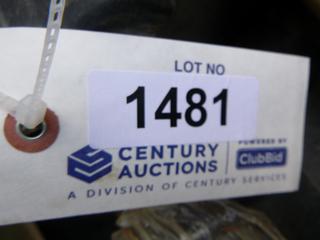 LOT NO
1481
CENTURY AUCTIONS
POWERED BY
ClubBid
A DIVISION OF CENTURY SERVICES